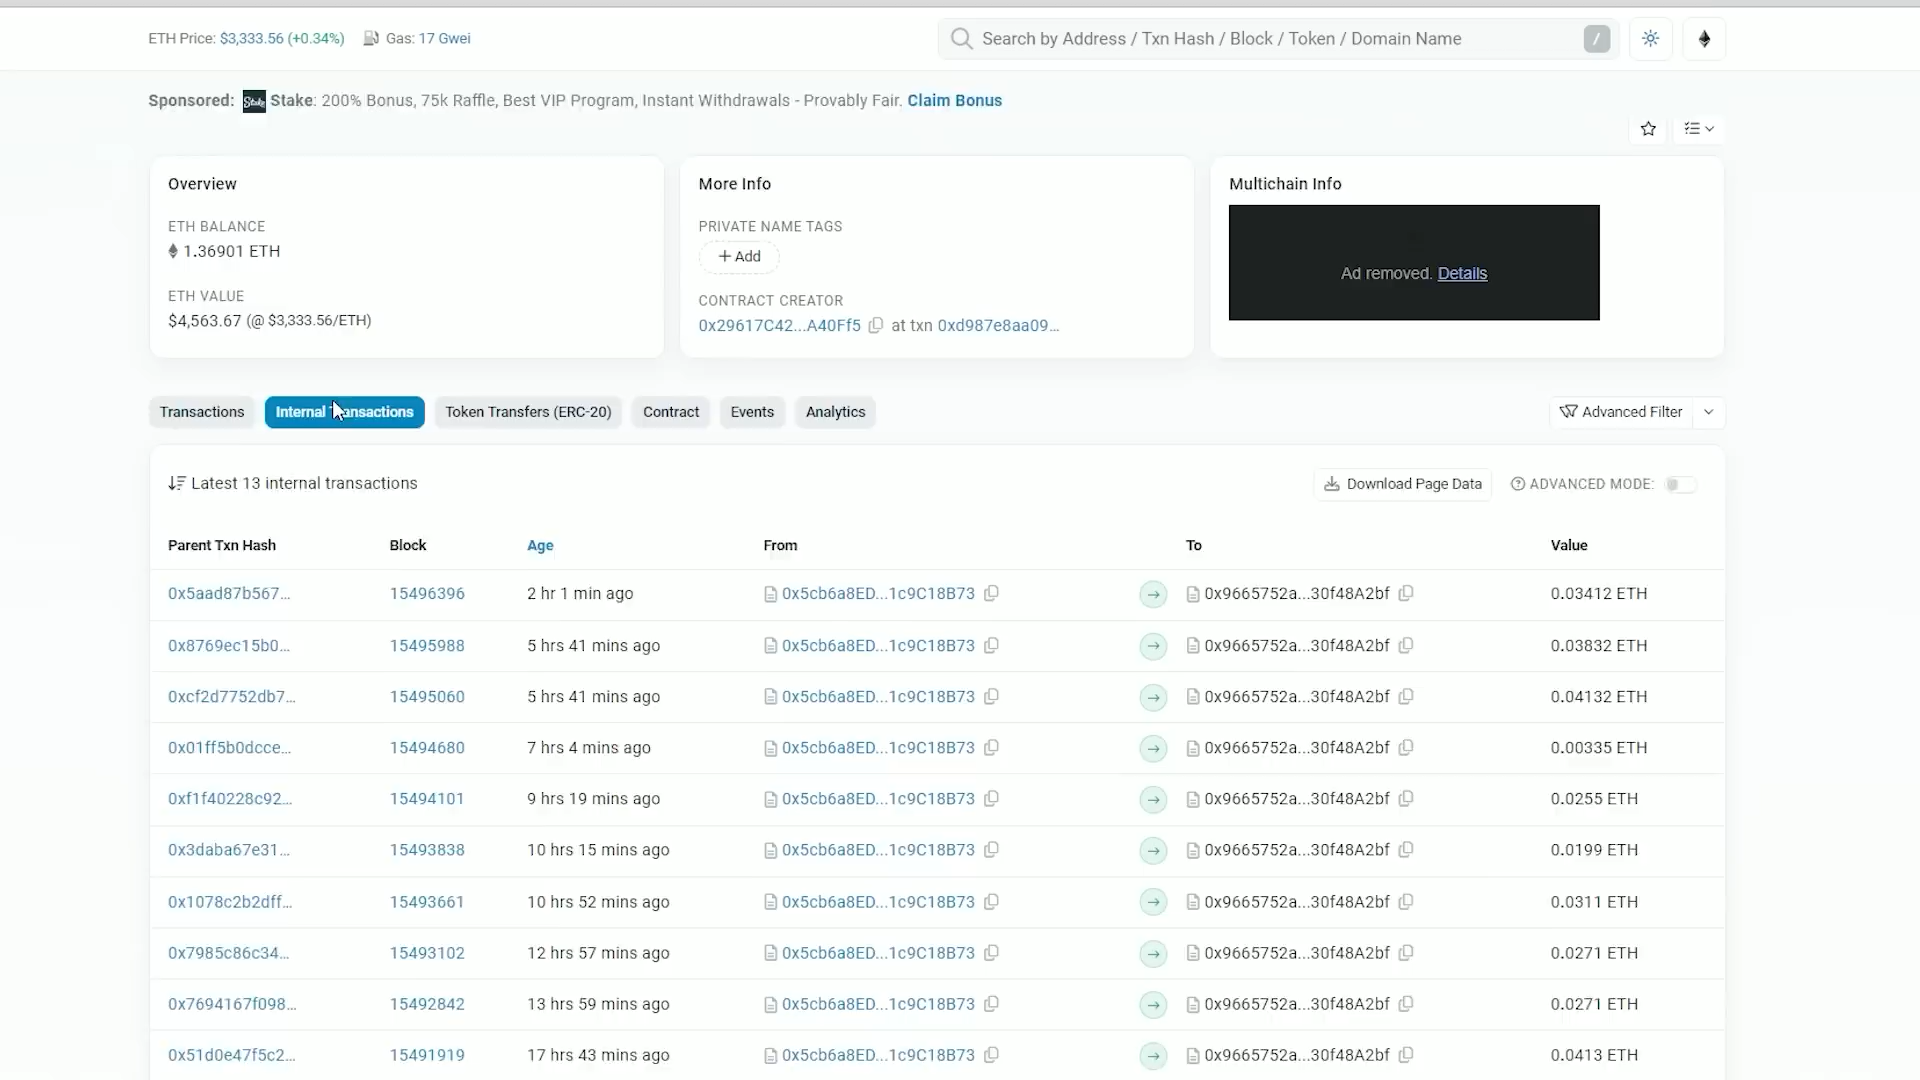 ETH Price: $3,333.56 (+0.34%) Gas: 17 Gwei
Search by Address / Txn Hash / Block / Token / Domain Name /
Sponsored: Stake Stake: 200% Bonus, 75k Raffle, Best VIP Program, Instant Withdrawals - Provably Fair. Claim Bonus
Overview
ETH BALANCE
1.36901 ETH
ETH VALUE
$4,563.67 (@ $3,333.56/ETH)
More Info
PRIVATE NAME TAGS
+ Add
CONTRACT CREATOR
0x29617C42...A40Ff5 at txn 0xd987e8aa09...
Multichain Info
Ad removed. Details
Transactions Internal Transactions Token Transfers (ERC-20) Contract Events Analytics Advanced Filter
Latest 13 internal transactions Download Page Data ADVANCED MODE:
Parent Txn Hash Block Age From To Value
0x5aad87b567... 15496396 2 hr 1 min ago 0x5cb6a8ED...1c9C18B73 0x9665752a...30f48A2bf 0.03412 ETH
0x8769ec15b0... 15495988 5 hrs 41 mins ago 0x5cb6a8ED...1c9C18B73 0x9665752a...30f48A2bf 0.03832 ETH
0xcf2d7752db7... 15495060 5 hrs 41 mins ago 0x5cb6a8ED...1c9C18B73 0x9665752a...30f48A2bf 0.04132 ETH
0x01ff5b0dcce... 15494680 7 hrs 4 mins ago 0x5cb6a8ED...1c9C18B73 0x9665752a...30f48A2bf 0.00335 ETH
0xf1f40228c92... 15494101 9 hrs 19 mins ago 0x5cb6a8ED...1c9C18B73 0x9665752a...30f48A2bf 0.0255 ETH
0x3daba67e31... 15493838 10 hrs 15 mins ago 0x5cb6a8ED...1c9C18B73 0x9665752a...30f48A2bf 0.0199 ETH
0x1078c2b2dff... 15493661 10 hrs 52 mins ago 0x5cb6a8ED...1c9C18B73 0x9665752a...30f48A2bf 0.0311 ETH
0x7985c86c34... 15493102 12 hrs 57 mins ago 0x5cb6a8ED...1c9C18B73 0x9665752a...30f48A2bf 0.0271 ETH
0x7694167f098... 15492842 13 hrs 59 mins ago 0x5cb6a8ED...1c9C18B73 0x9665752a...30f48A2bf 0.0271 ETH
0x51d0e47f5c2... 15491919 17 hrs 43 mins ago 0x5cb6a8ED...1c9C18B73 0x9665752a...30f48A2bf 0.0413 ETH